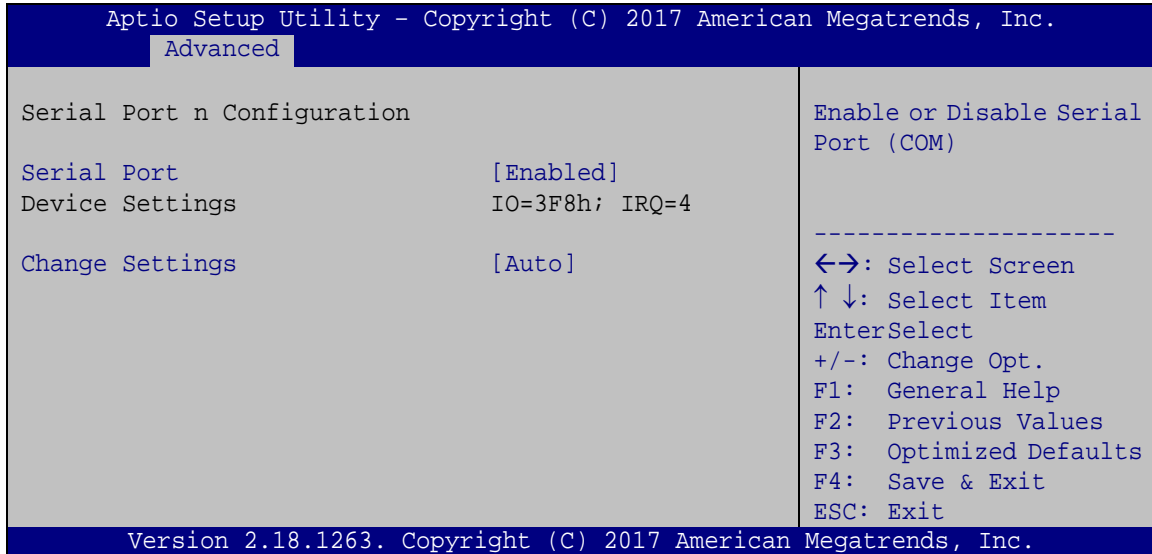 Aptio Setup Utility – Copyright (C) 2017 American Megatrends, Inc.
Advanced
Serial Port n Configuration
Serial Port [Enabled]
Device Settings IO=3F8h; IRQ=4
Change Settings [Auto]
Enable or Disable Serial
Port (COM)
---------------------
←→: Select Screen
↑ ↓: Select Item
EnterSelect
+/-: Change Opt.
F1: General Help
F2: Previous Values
F3: Optimized Defaults
F4: Save & Exit
ESC: Exit
Version 2.18.1263. Copyright (C) 2017 American Megatrends, Inc.